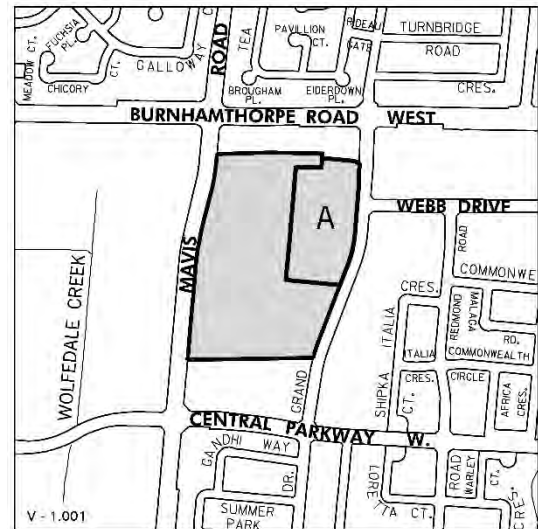 MEADOW CT.
FUCHSIA PL.
CHICORY
CT.
GALLOWAY
ROAD
TEA
PAVILLION
CT.
RIDEAU
GATE
TURNBRIDGE
ROAD
CRES.
BROUGHAM
PL.
EIDERDOWN
PL.
BURNHAMTHORPE ROAD WEST
A
WEBB DRIVE
MAVIS
WOLFEDALE CREEK
GRAND
ROAD
COMMONWE
CRES.
ITALIA
SHIPKA
REDMOND
MALAGA
RD.
ITALIA
COMMONWEALTH
CRES.
CIRCLE
AFRICA
CRES.
CT.
CENTRAL PARKWAY W.
GANDHI WAY
DR.
SUMMER
PARK
LORETTA CT.
ROAD
WARLEY
CT.
CRES.
V - 1.001